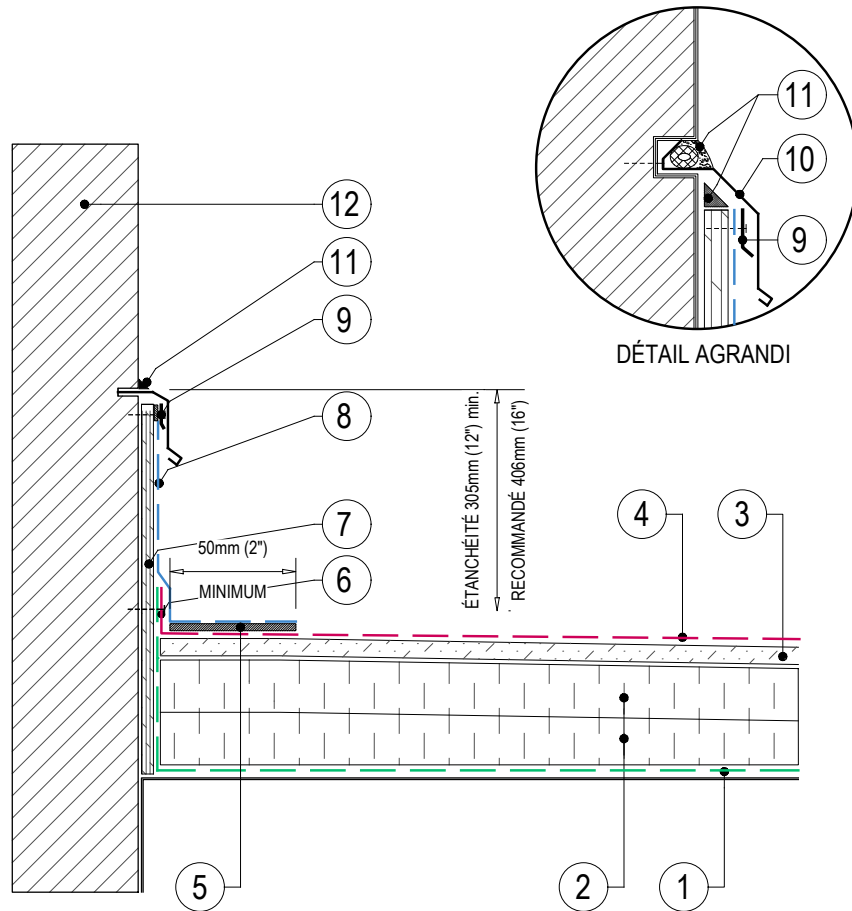 11
10
9
DÉTAIL AGRANDI
12
11
9
8
7
6
50mm (2")
MINIMUM
ÉTANCHÉITÉ 305mm (12") min.
RECOMMANDÉ 406mm (16")
4
3
5
2
1